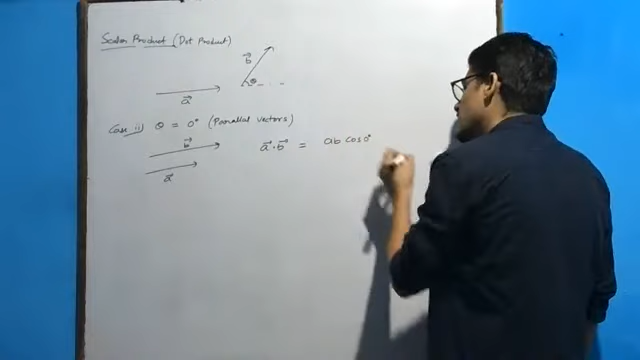 Scalar Product (Dot Product)
b⃗
θ
a⃗
Case i) θ = 0° (Parallel vectors)
b⃗
a⃗
a⃗·b⃗ = ab cos0°